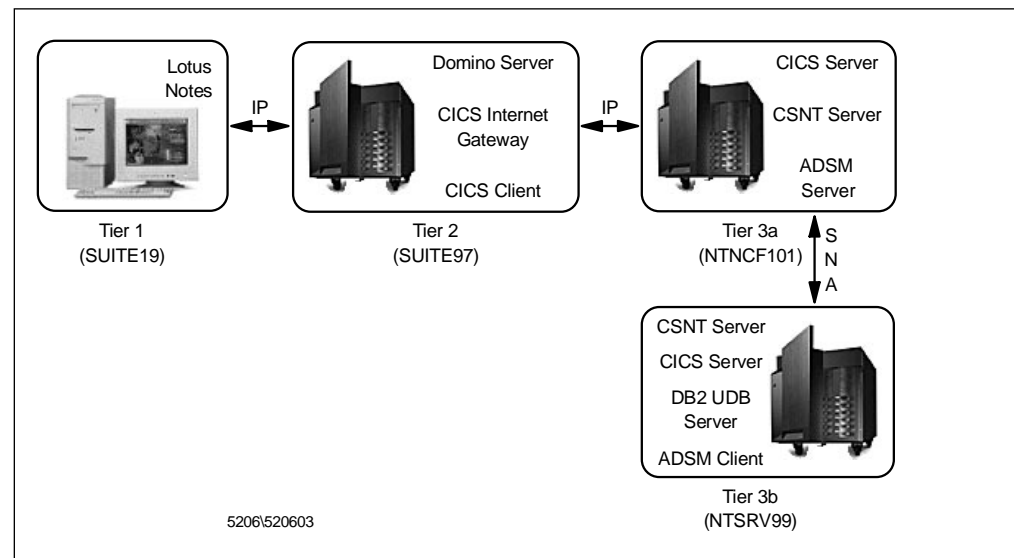 Lotus
Notes
IP
Domino Server
CICS Internet
Gateway
CICS Client
IP
CICS Server
CSNT Server
ADSM
Server
Tier 1
(SUITE19)
Tier 2
(SUITE97)
Tier 3a
(NTNCF101)
S
N
A
CSNT Server
CICS Server
DB2 UDB
Server
ADSM Client
Tier 3b
(NTSRV99)
5206\520603